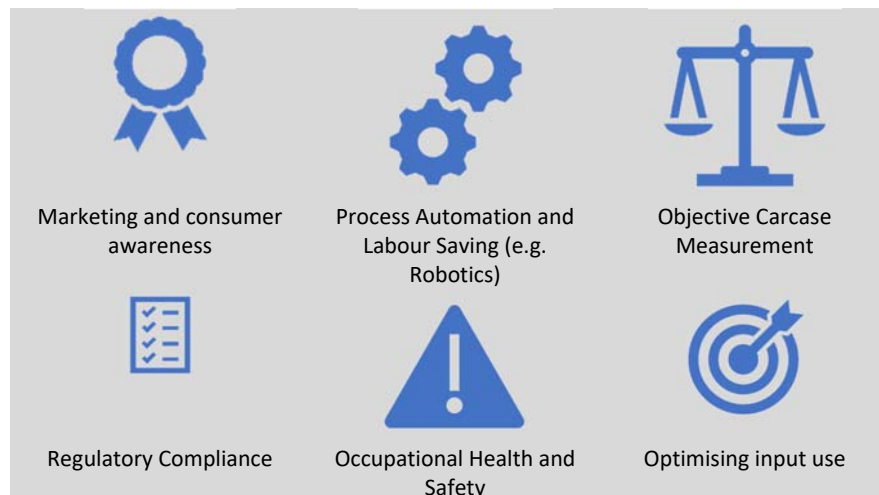 Marketing and consumer
awareness
Process Automation and
Labour Saving (e.g.
Robotics)
Objective Carcase
Measurement
Regulatory Compliance
Occupational Health and
Safety
Optimising input use